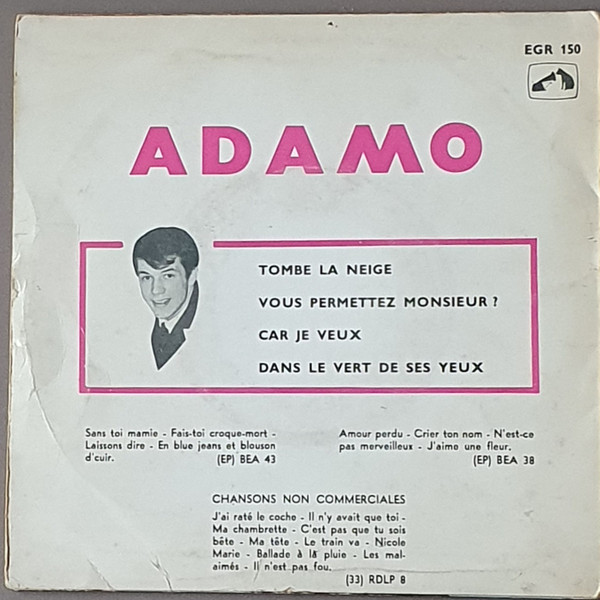 EGR 150
ADAMO
TOMBE LA NEIGE
VOUS PERMETTEZ MONSIEUR ?
CAR JE VEUX
DANS LE VERT DE SES YEUX
Sans toi mamie - Fais-toi croque-mort -
Laissons dire - En blue jeans et blouson
d'cuir. (EP) BEA 43
Amour perdu - Crier ton nom - N'est-ce
pas merveilleux - J'aime une fleur.
(EP) BEA 38
CHANSONS NON COMMERCIALES
J'ai raté le coche - Il n'y avait que toi -
Ma chambrette - C'est pas que tu sois
bête - Ma tête - Le train va - Nicole
Marie - Ballade à la pluie - Les mal-
aimés - Il n'est pas fou.
(33) RDLP 8